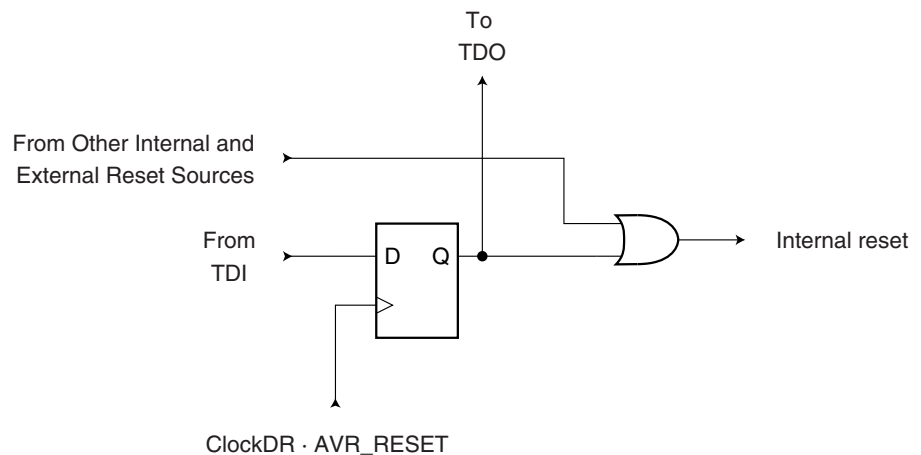 To
TDO
From Other Internal and
External Reset Sources
From
TDI
D Q
Internal reset
ClockDR · AVR_RESET